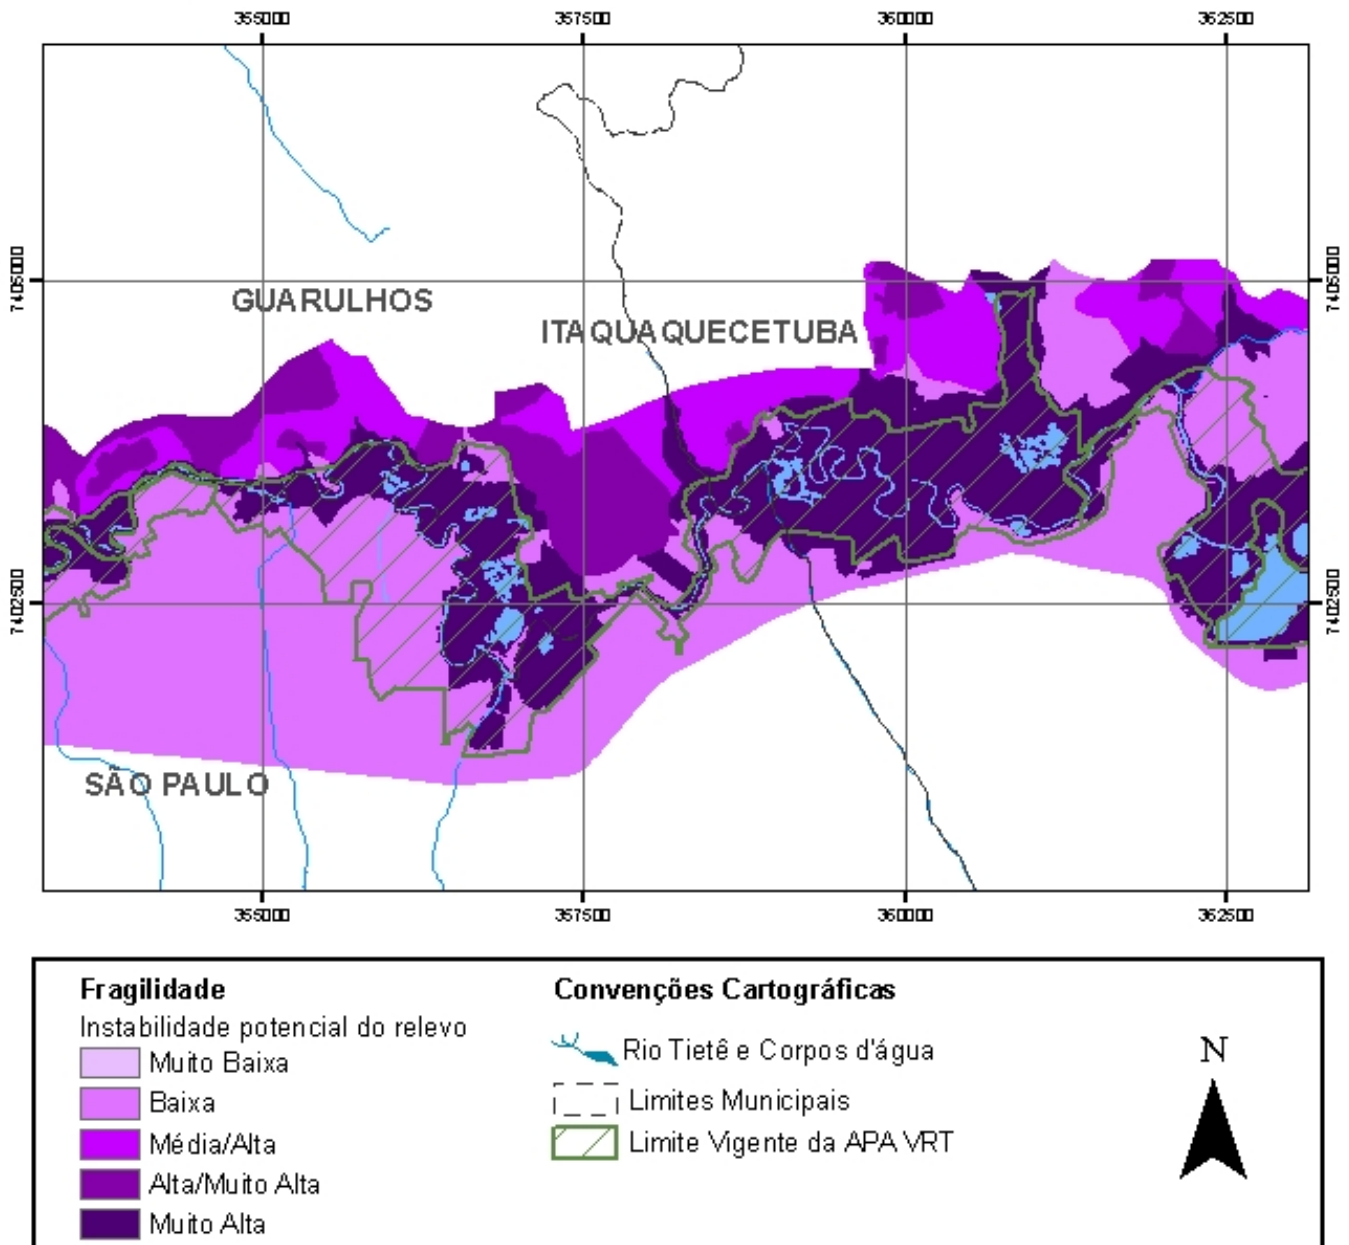 355000 357500 360000 362500
7405000 7405000
GUARULHOS
ITAQUAQUECETUBA
7402500 7402500
SÃO PAULO
355000 357500 360000 362500
Fragilidade
Instabilidade potencial do relevo
Muito Baixa
Baixa
Média/Alta
Alta/Muito Alta
Muito Alta
Convenções Cartográficas
Rio Tietê e Corpos d'água
Limites Municipais
Limite Vigente da APA VRT
N